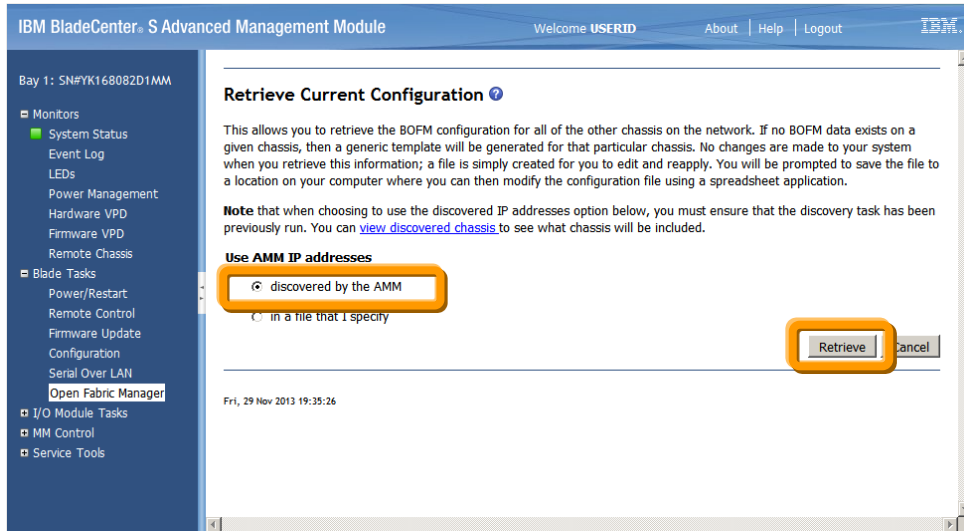 IBM BladeCenter® S Advanced Management Module
Welcome USERID
About | Help | Logout
IBM.
Bay 1: SN#YK168082D1MM
Monitors
System Status
Event Log
LEDs
Power Management
Hardware VPD
Firmware VPD
Remote Chassis
Blade Tasks
Power/Restart
Remote Control
Firmware Update
Configuration
Serial Over LAN
Open Fabric Manager
I/O Module Tasks
MM Control
Service Tools
Retrieve Current Configuration ?
This allows you to retrieve the BOFM configuration for all of the other chassis on the network. If no BOFM data exists on a
given chassis, then a generic template will be generated for that particular chassis. No changes are made to your system
when you retrieve this information; a file is simply created for you to edit and reapply. You will be prompted to save the file to
a location on your computer where you can then modify the configuration file using a spreadsheet application.
Note that when choosing to use the discovered IP addresses option below, you must ensure that the discovery task has been
previously run. You can view discovered chassis to see what chassis will be included.
Use AMM IP addresses
discovered by the AMM
in a file that I specify
Retrieve
Cancel
Fri, 29 Nov 2013 19:35:26